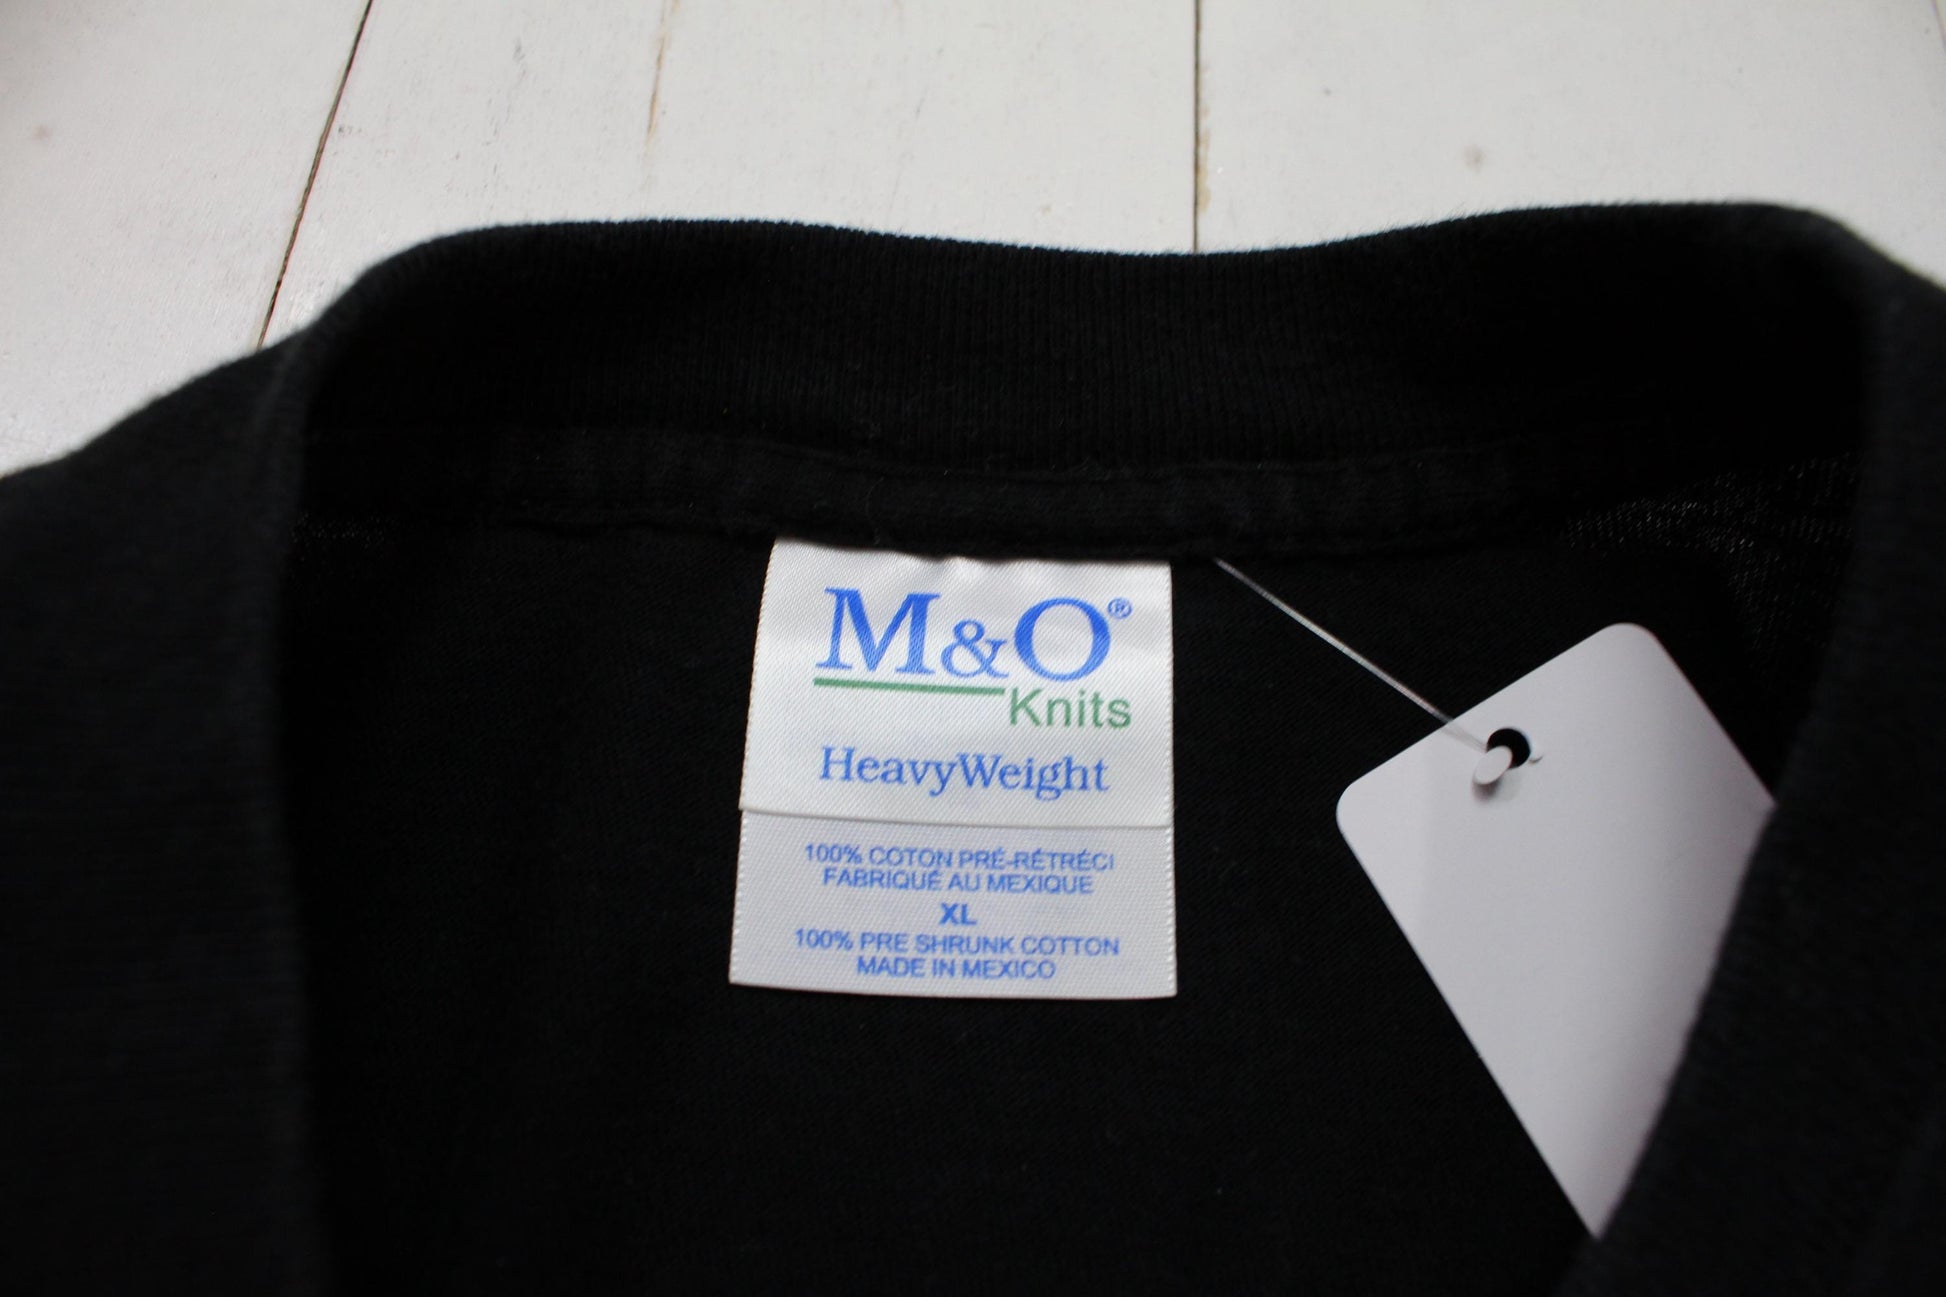 M&O®
Knits
HeavyWeight
100% COTON PRÉ-RÉTRÉCI
FABRIQUÉ AU MEXIQUE
XL
100% PRE SHRUNK COTTON
MADE IN MEXICO